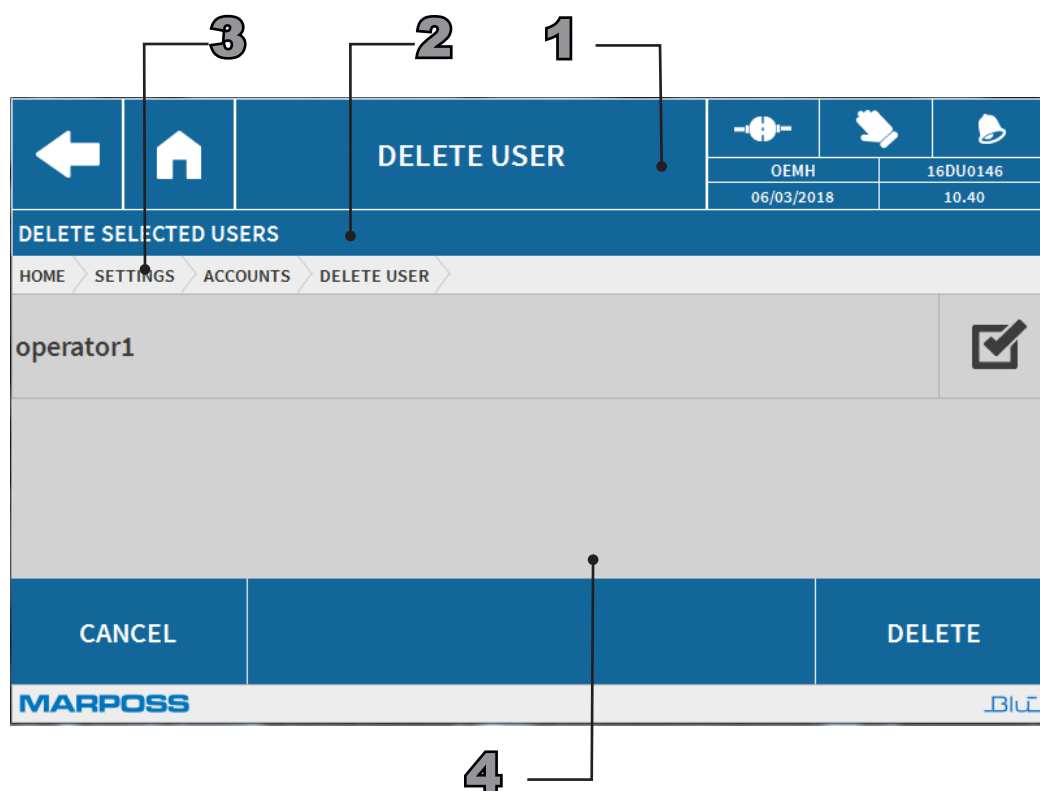 3 2 1
DELETE USER
OEMH 16DU0146
06/03/2018 10.40
DELETE SELECTED USERS
HOME SETTINGS ACCOUNTS DELETE USER
operator1
CANCEL DELETE
MARPOSS Blú
4